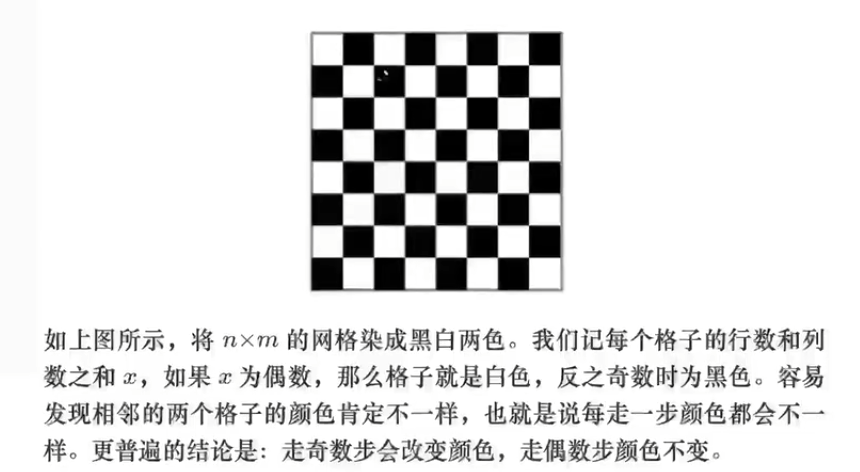 如上图所示，将 n×m 的网格染成黑白两色。我们记每个格子的行数和列
数之和 x，如果 x 为偶数，那么格子就是白色，反之奇数时为黑色。容易
发现相邻的两个格子的颜色肯定不一样，也就是说每走一步颜色都会不一
样。更普遍的结论是：走奇数步会改变颜色，走偶数步颜色不变。